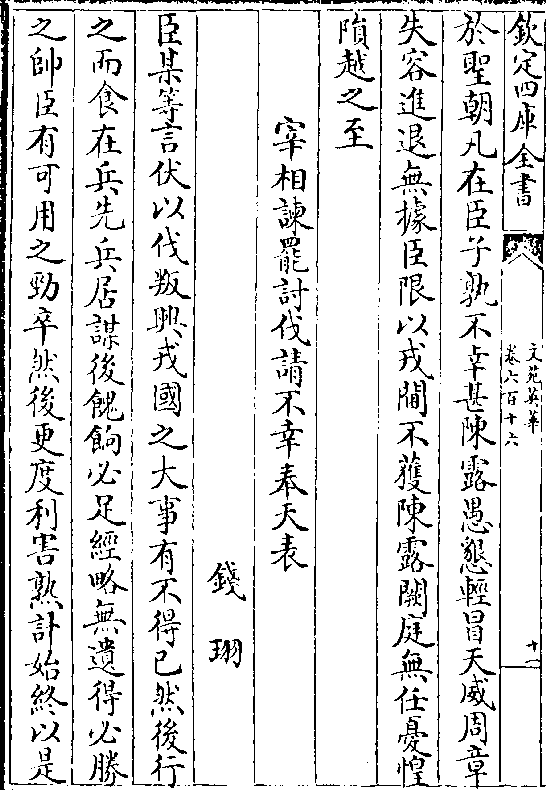 欽定四庫全書
文苑英華
卷六百十六
十一
於聖朝凡在臣子孰不幸甚陳露愚懇輕冒天威周章
失容進退無據臣限以戎閫不獲陳露闕庭無任憂惶
隕越之至
宰相諫罷討伐請不幸奉天表
錢珝
臣某等言伏以伐叛興戎國之大事有不得已然後行
之而食在兵先兵居謀後餽餉必足經略無遺得必勝
之帥臣有可用之勁卒然後更度利害熟計始終以是